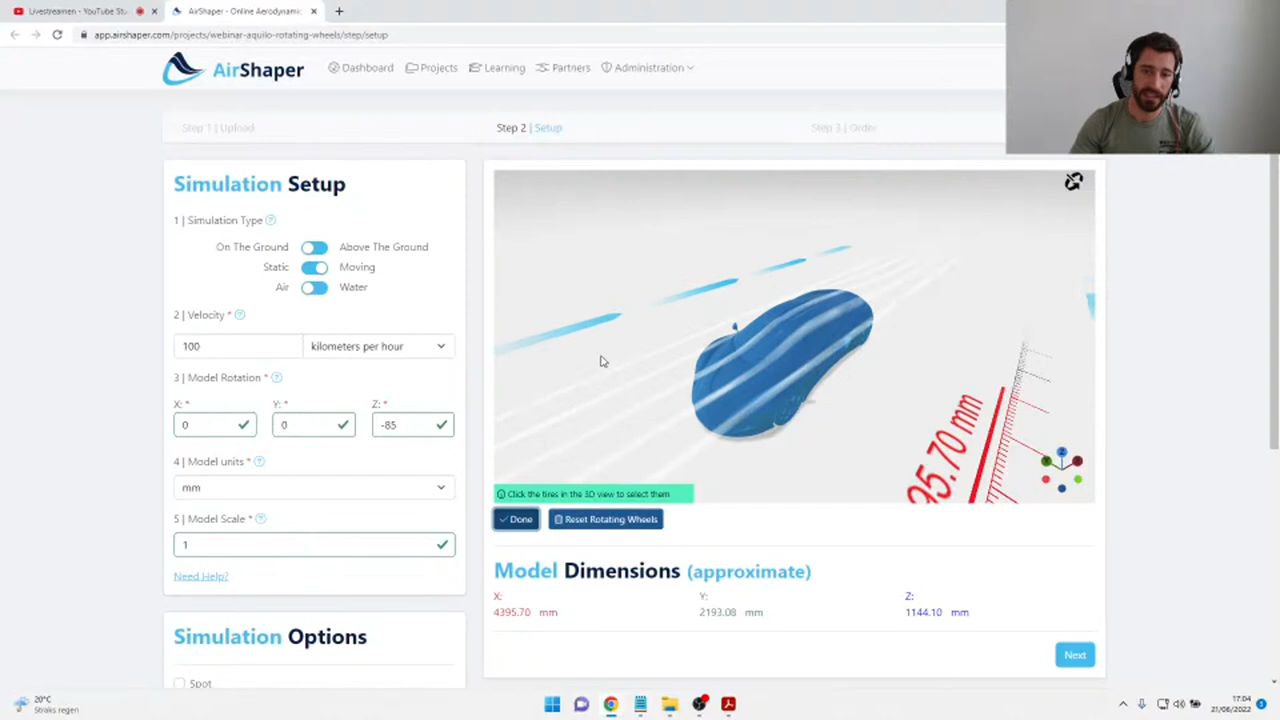 Livestreamen - YouTube Stu
AirShaper - Online Aerodynamic
app.airshaper.com/projects/webinar-aquilo-rotating-wheels/step/setup
AirShaper
Dashboard
Projects
Learning
Partners
Administration
Step 1 | Upload
Step 2 | Setup
Step 3 | Order
Simulation Setup
1 | Simulation Type
On The Ground
Above The Ground
Static
Moving
Air
Water
2 | Velocity *
100
kilometers per hour
3 | Model Rotation *
X: *
Y: *
Z: *
0
0
-85
4 | Model units *
mm
5 | Model Scale *
1
Need Help?
Simulation Options
Spot
95.70 mm
Z
Click the tires in the 3D view to select them
Done
Reset Rotating Wheels
Model Dimensions (approximate)
X:
Y:
Z:
4395.70 mm
2193.08 mm
1144.10 mm
Next
20°C
Straks regen
17:04
21/06/2022